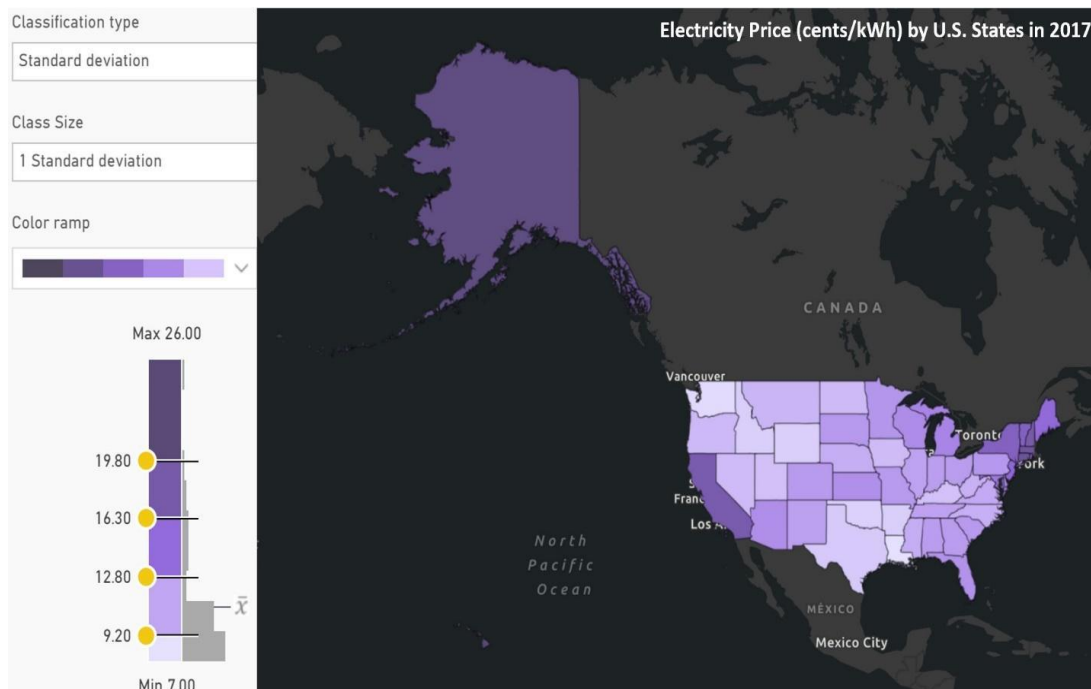 Classification type
Standard deviation
Class Size
1 Standard deviation
Color ramp
Max 26.00
19.80
16.30
12.80
x̄
9.20
Min 7.00
Electricity Price (cents/kWh) by U.S. States in 2017
CANADA
Vancouver
Toronto
North
Pacific
Ocean
MÉXICO
Mexico City